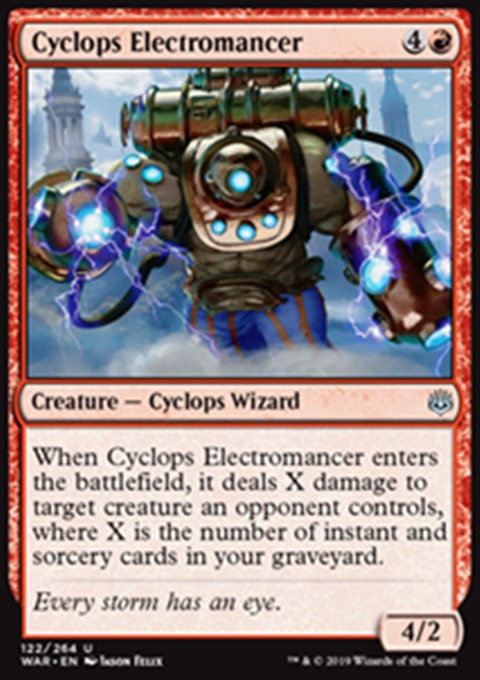 Cyclops Electromancer 4
Creature — Cyclops Wizard
When Cyclops Electromancer enters
the battlefield, it deals X damage to
target creature an opponent controls,
where X is the number of instant and
sorcery cards in your graveyard.
Every storm has an eye.
4/2
122/264 U
WAR • EN Jason Felix
™ & © 2019 Wizards of the Coast